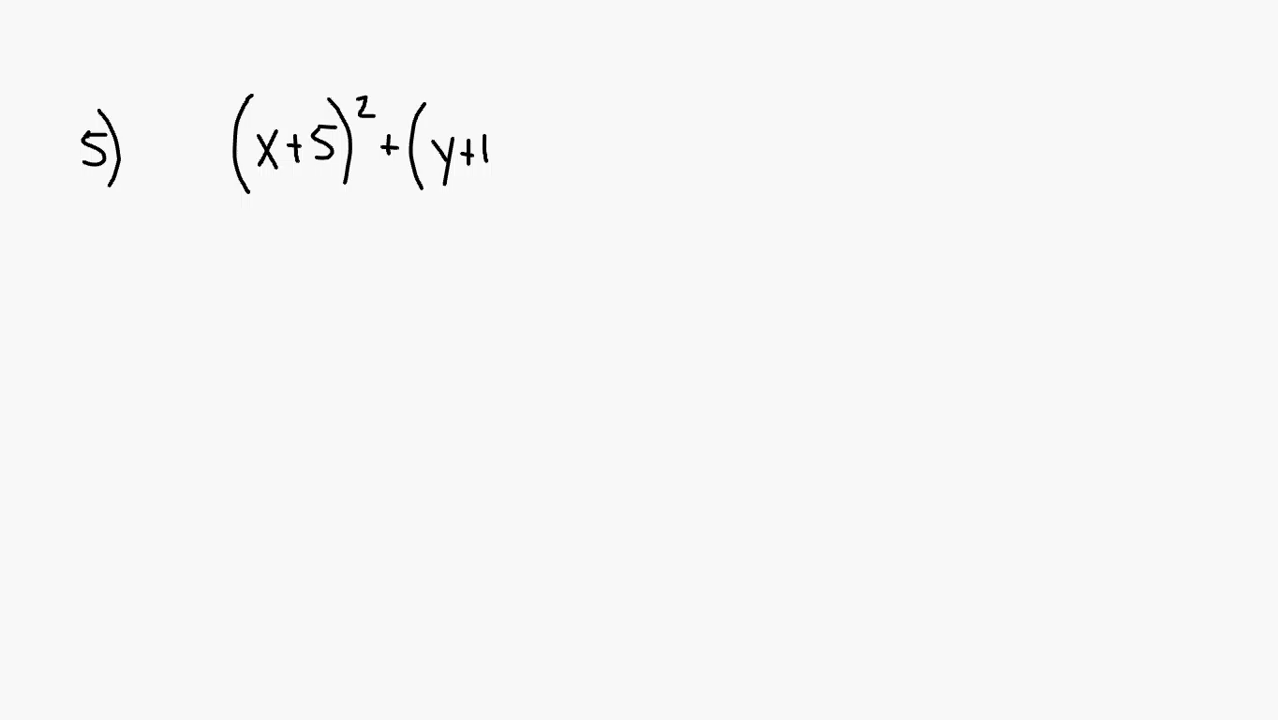 5) (x+5)² + (y+1